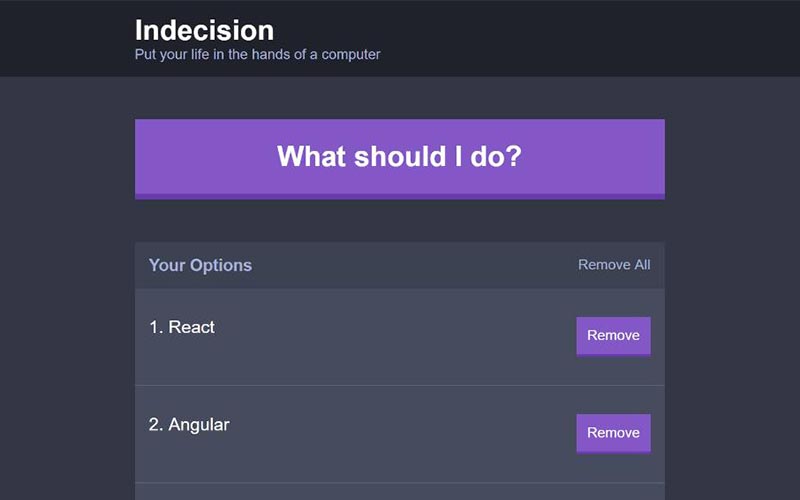 Indecision
Put your life in the hands of a computer
What should I do?
Your Options
Remove All
1. React
Remove
2. Angular
Remove